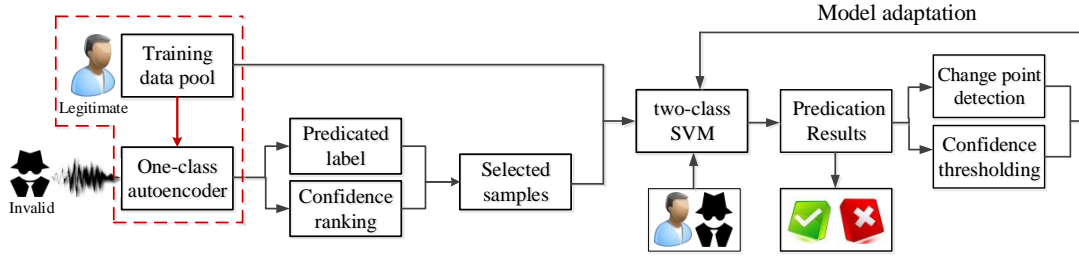 Model adaptation
Training
data pool
Legitimate
Change point
detection
two-class
SVM
Predication
Results
Predicated
label
Confidence
thresholding
One-class
autoencoder
Selected
samples
Confidence
ranking
Invalid